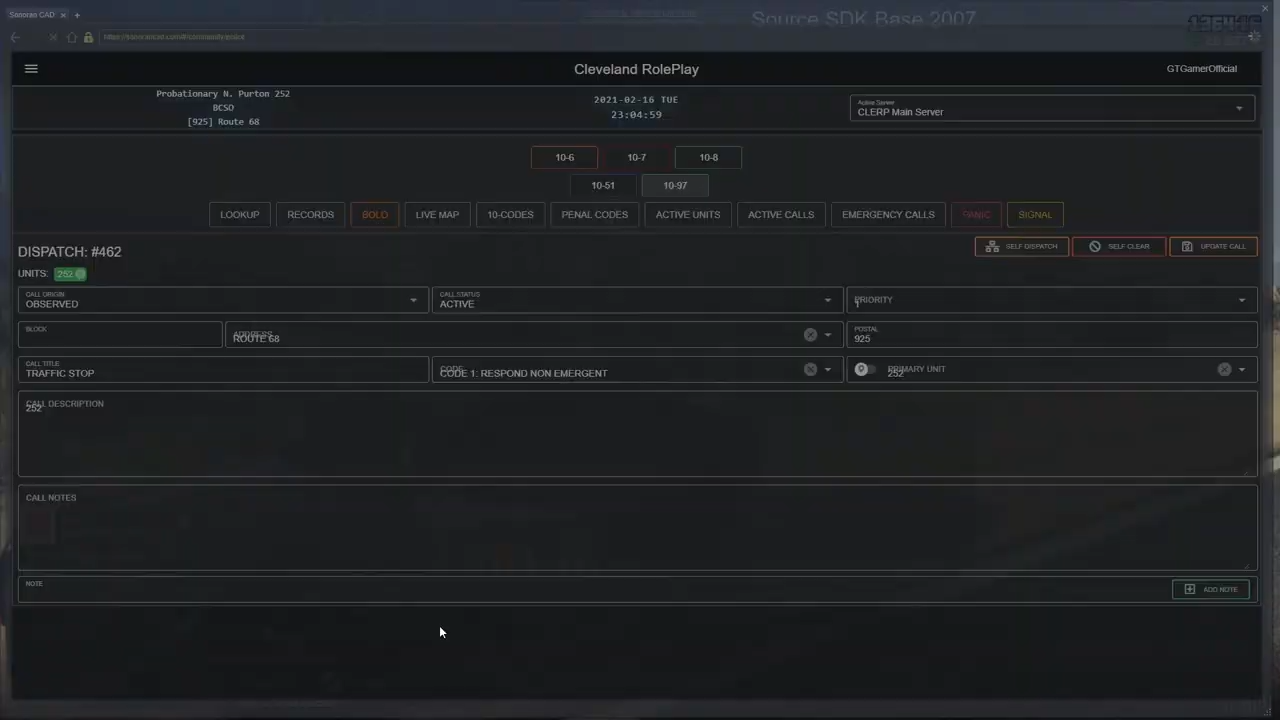 Sonoran CAD
Source SDK Base 2007
Cleveland RolePlay
GTGamerOfficial
Probationary N. Purton 252
BCSO
[925] Route 68
2021-02-16 TUE
23:04:59
Active Server
CLERP Main Server
10-6
10-7
10-8
10-51
10-97
LOOKUP
RECORDS
BOLO
LIVE MAP
10-CODES
PENAL CODES
ACTIVE UNITS
ACTIVE CALLS
EMERGENCY CALLS
PANIC
SIGNAL
DISPATCH: #462
SELF DISPATCH
SELF CLEAR
UPDATE CALL
UNITS: 252
CALL ORIGIN
OBSERVED
CALL STATUS
ACTIVE
PRIORITY
1
BLOCK
ADDRESS
ROUTE 68
POSTAL
925
CALL TITLE
TRAFFIC STOP
CODE
CODE 1: RESPOND NON EMERGENT
PRIMARY UNIT
252
CALL DESCRIPTION
252
CALL NOTES
NOTE
ADD NOTE